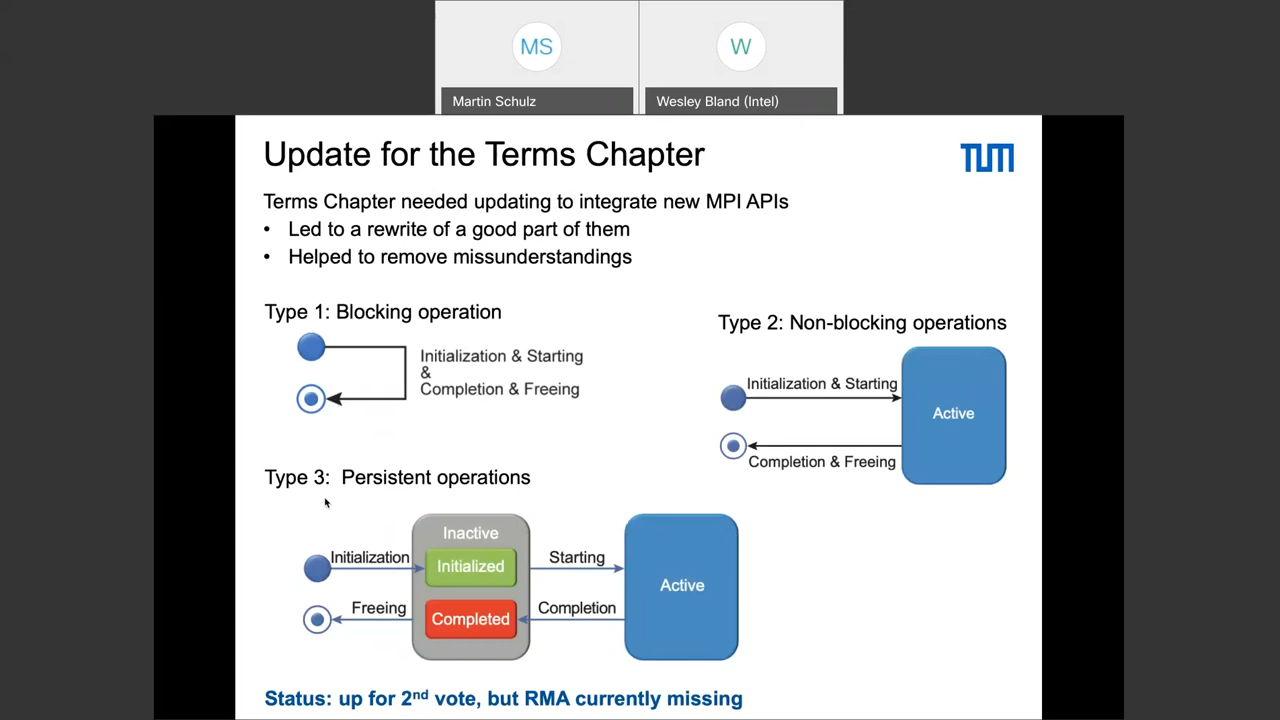 MS
W
Martin Schulz
Wesley Bland (Intel)
Update for the Terms Chapter
TUM
Terms Chapter needed updating to integrate new MPI APIs
• Led to a rewrite of a good part of them
• Helped to remove missunderstandings
Type 1: Blocking operation
Initialization & Starting
&
Completion & Freeing
Type 2: Non-blocking operations
Initialization & Starting
Active
Completion & Freeing
Type 3: Persistent operations
Inactive
Initialization
Initialized
Starting
Active
Freeing
Completed
Completion
Status: up for 2nd vote, but RMA currently missing